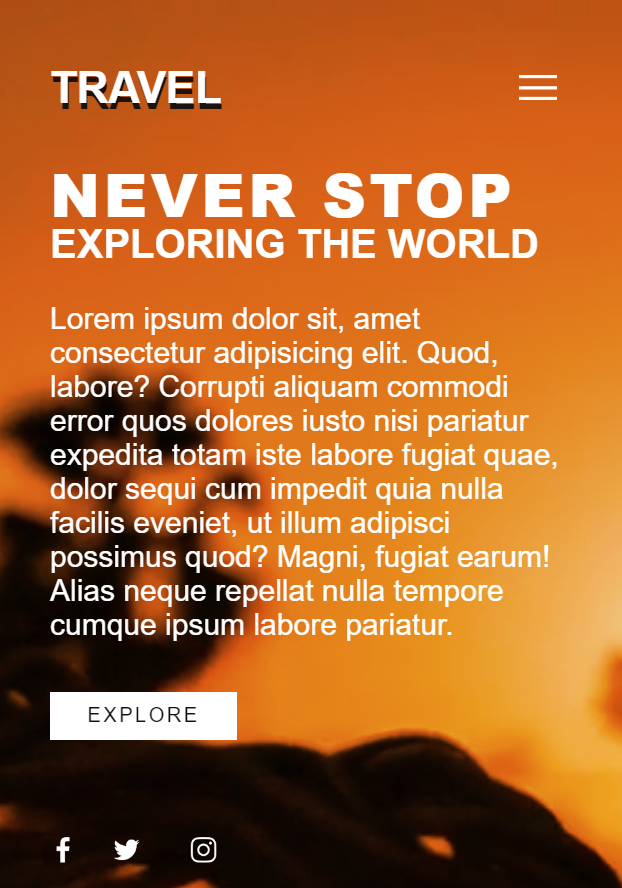 TRAVEL
NEVER STOP
EXPLORING THE WORLD
Lorem ipsum dolor sit, amet
consectetur adipisicing elit. Quod,
labore? Corrupti aliquam commodi
error quos dolores iusto nisi pariatur
expedita totam iste labore fugiat quae,
dolor sequi cum impedit quia nulla
facilis eveniet, ut illum adipisci
possimus quod? Magni, fugiat earum!
Alias neque repellat nulla tempore
cumque ipsum labore pariatur.
EXPLORE